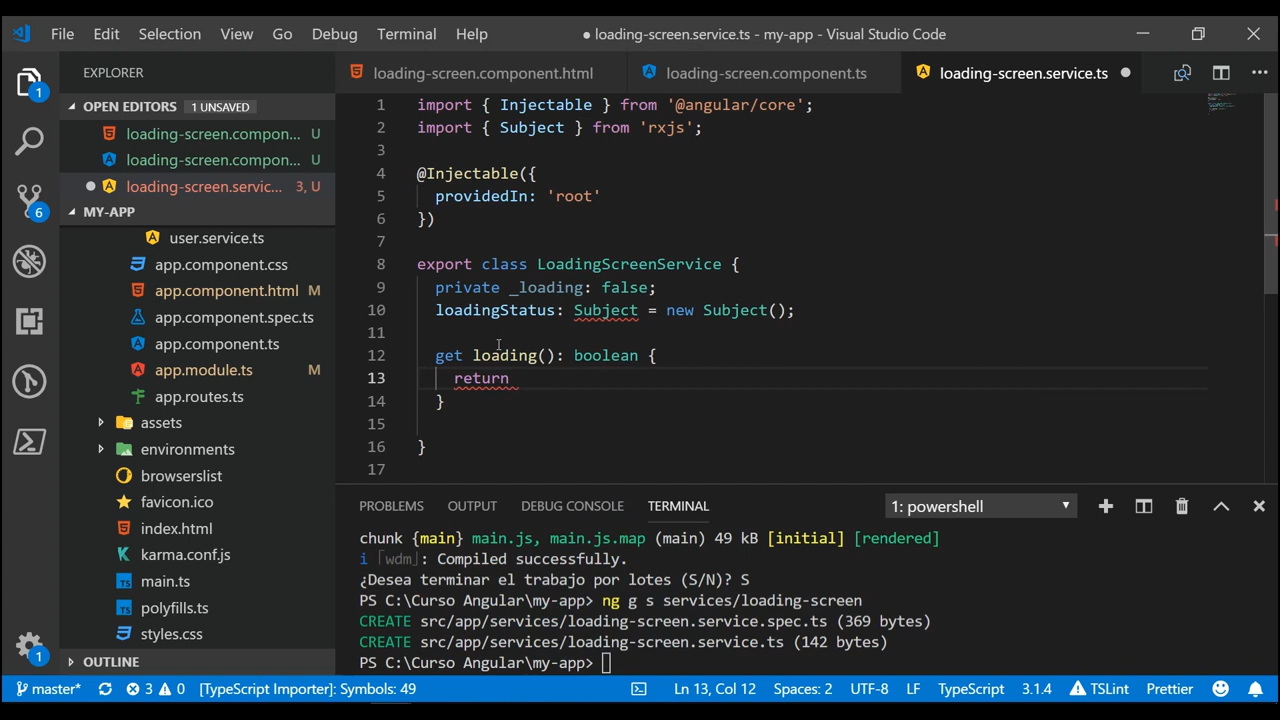 File Edit Selection View Go Debug Terminal Help ● loading-screen.service.ts - my-app - Visual Studio Code
EXPLORER
OPEN EDITORS 1 UNSAVED
loading-screen.compon... U
loading-screen.compon... U
loading-screen.servic... 3, U
MY-APP
user.service.ts
app.component.css
app.component.html M
app.component.spec.ts
app.component.ts
app.module.ts M
app.routes.ts
assets
environments
browserslist
favicon.ico
index.html
karma.conf.js
main.ts
polyfills.ts
styles.css
OUTLINE
1
6
1
loading-screen.component.html loading-screen.component.ts loading-screen.service.ts
1 import { Injectable } from '@angular/core';
2 import { Subject } from 'rxjs';
3
4 @Injectable({
5 providedIn: 'root'
6 })
7
8 export class LoadingScreenService {
9 private _loading: false;
10 loadingStatus: Subject = new Subject();
11
12 get loading(): boolean {
13 return
14 }
15
16 }
17
PROBLEMS OUTPUT DEBUG CONSOLE TERMINAL 1: powershell
chunk {main} main.js, main.js.map (main) 49 kB [initial] [rendered]
i ｢wdm｣: Compiled successfully.
¿Desea terminar el trabajo por lotes (S/N)? S
PS C:\Curso Angular\my-app> ng g s services/loading-screen
CREATE src/app/services/loading-screen.service.spec.ts (369 bytes)
CREATE src/app/services/loading-screen.service.ts (142 bytes)
PS C:\Curso Angular\my-app>
master* 3 0 [TypeScript Importer]: Symbols: 49 Ln 13, Col 12 Spaces: 2 UTF-8 LF TypeScript 3.1.4 TSLint Prettier